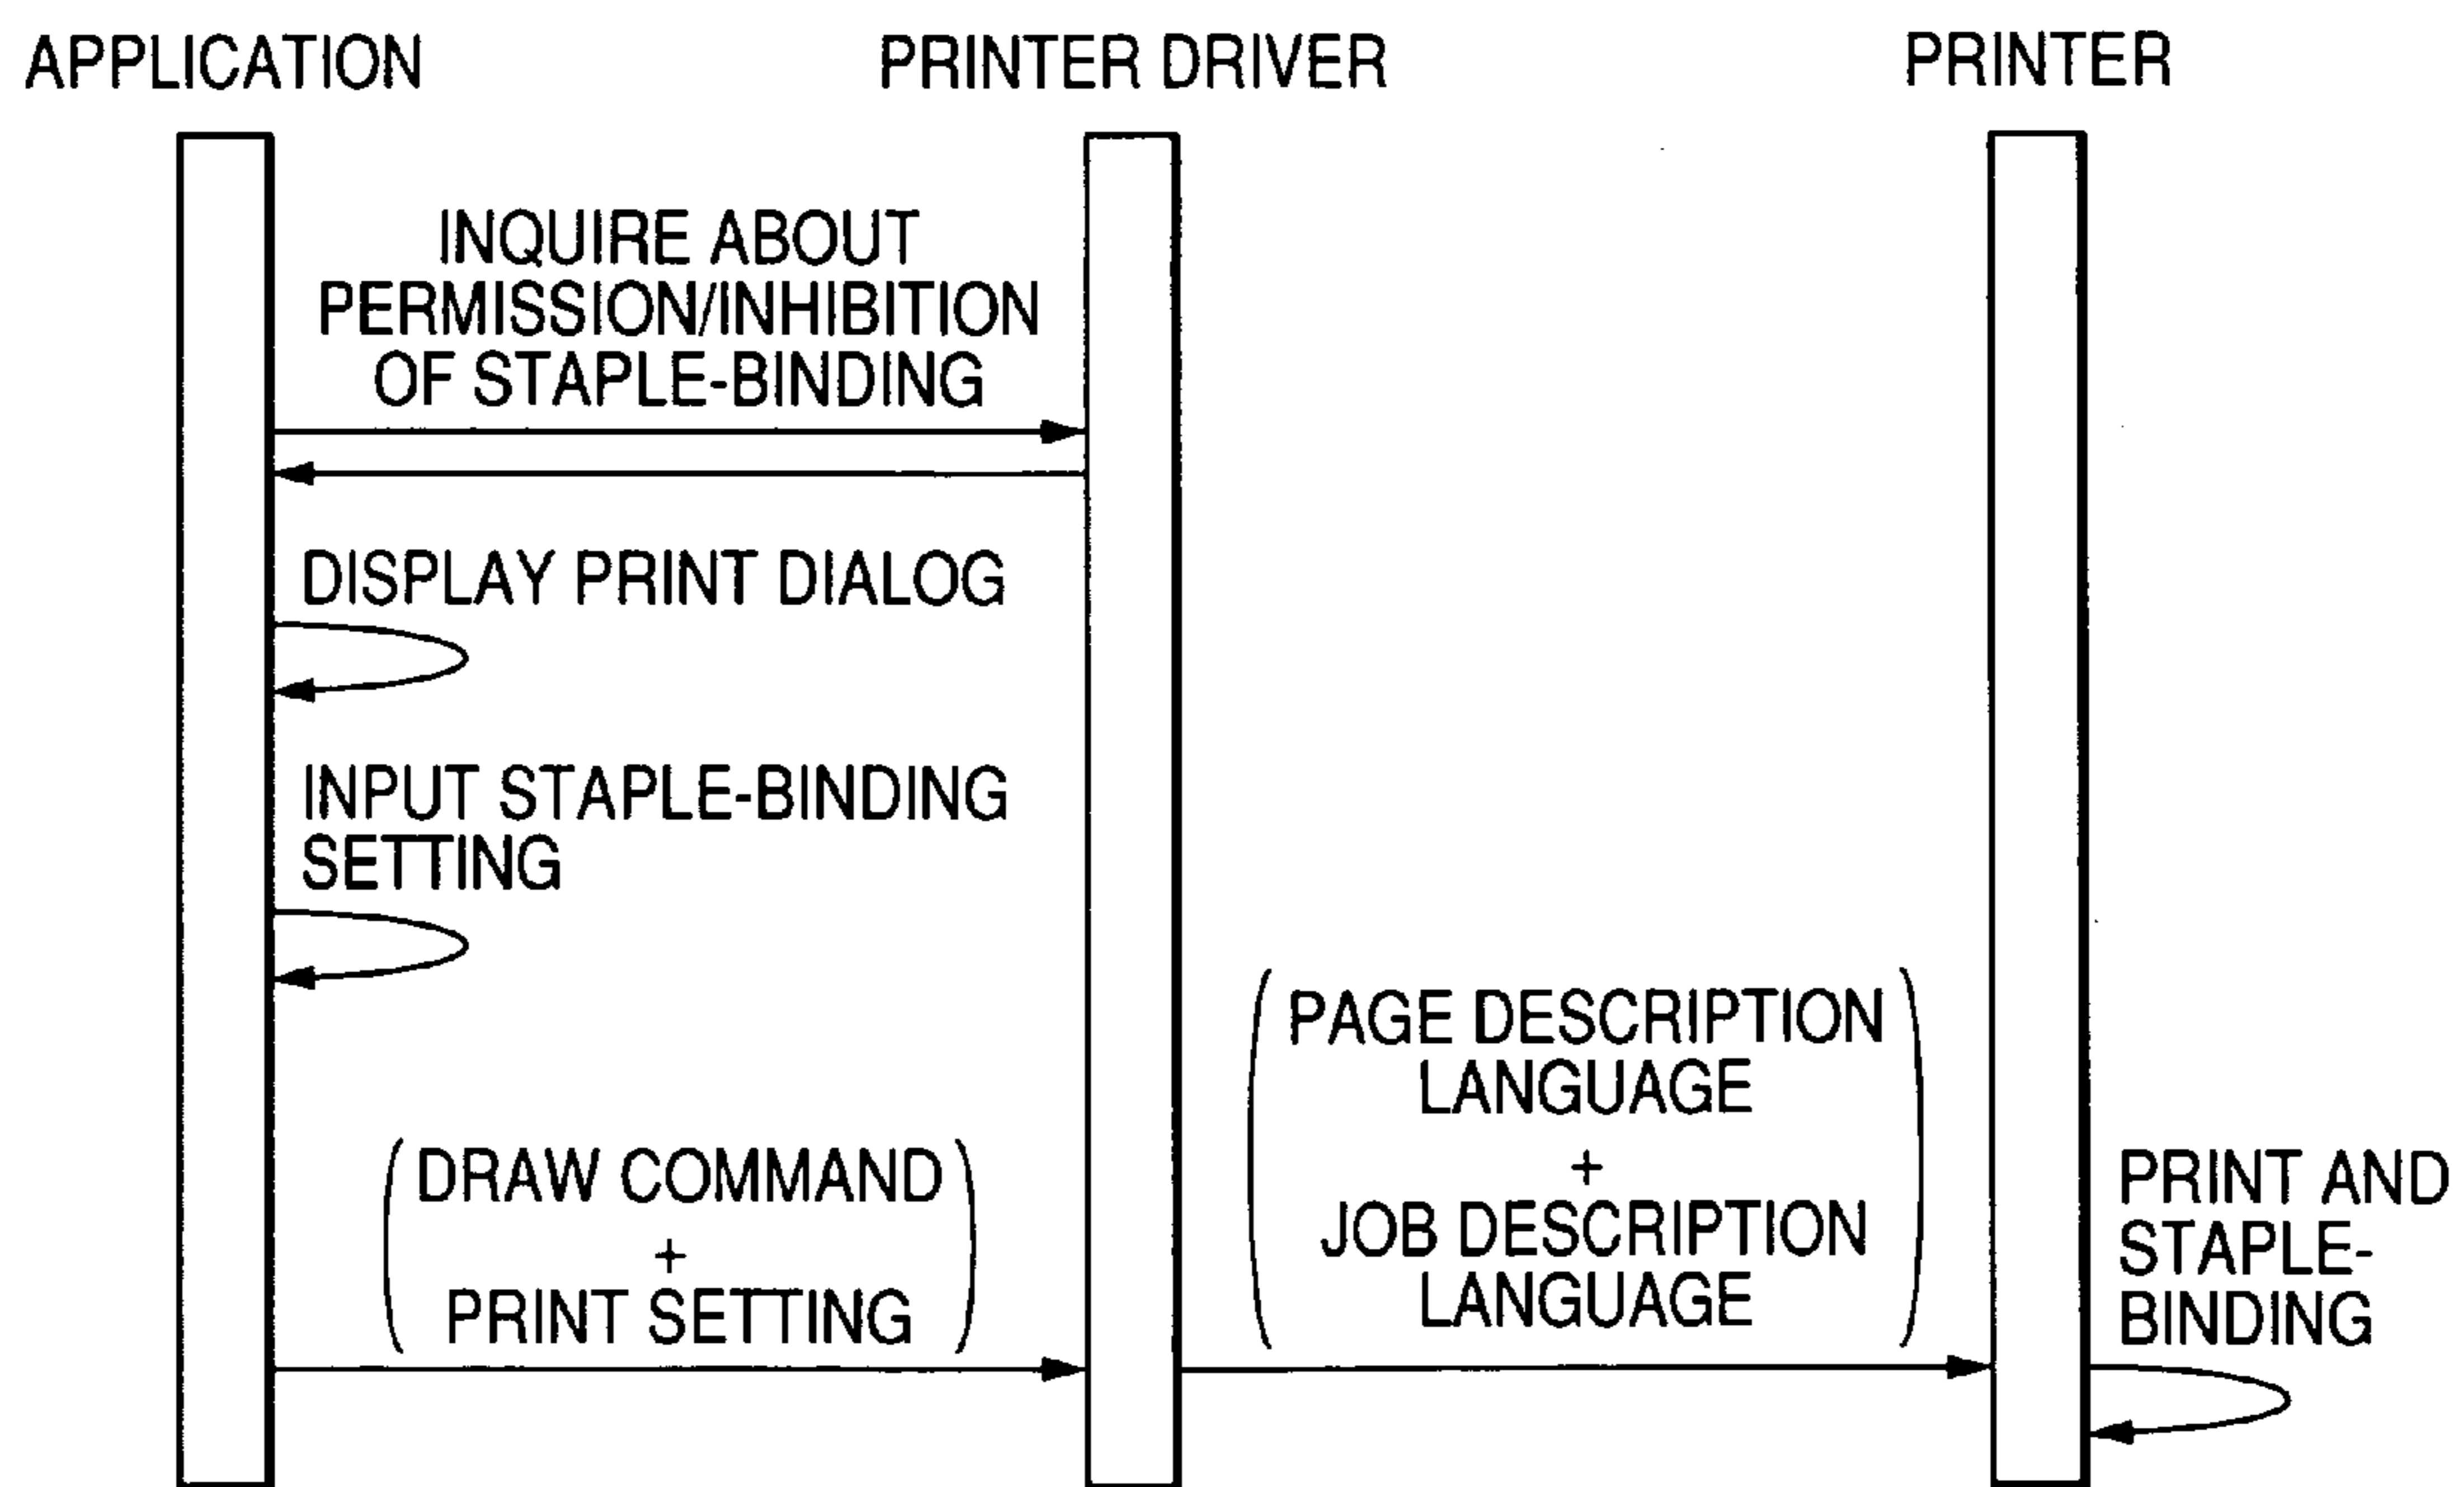 APPLICATION
PRINTER DRIVER
PRINTER
INQUIRE ABOUT
PERMISSION/INHIBITION
OF STAPLE-BINDING
DISPLAY PRINT DIALOG
INPUT STAPLE-BINDING
SETTING
DRAW COMMAND
+
PRINT SETTING
PAGE DESCRIPTION
LANGUAGE
+
JOB DESCRIPTION
LANGUAGE
PRINT AND
STAPLE-
BINDING